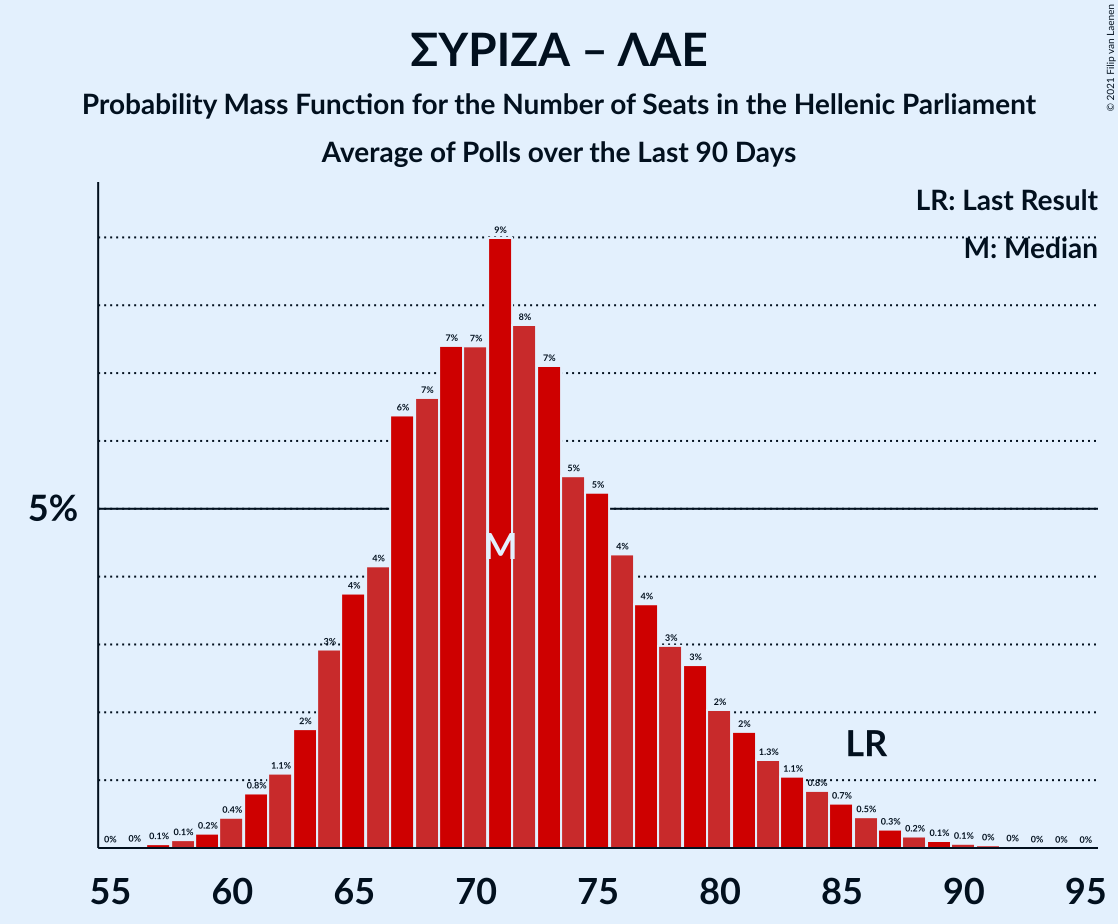 ΣΥΡΙΖΑ – ΛΑΕ
Probability Mass Function for the Number of Seats in the Hellenic Parliament
Average of Polls over the Last 90 Days
© 2021 Filip van Laenen
LR: Last Result
M: Median
5%
0% 0% 0.1% 0.1% 0.2% 0.4% 0.8% 1.1% 2% 3% 4% 4% 6% 7% 7% 7% 9% 8% 7% 5% 5% 4% 4% 3% 3% 2% 2% 1.3% 1.1% 0.8% 0.7% 0.5% 0.3% 0.2% 0.1% 0.1% 0% 0% 0% 0% 0%
M
LR
55 60 65 70 75 80 85 90 95